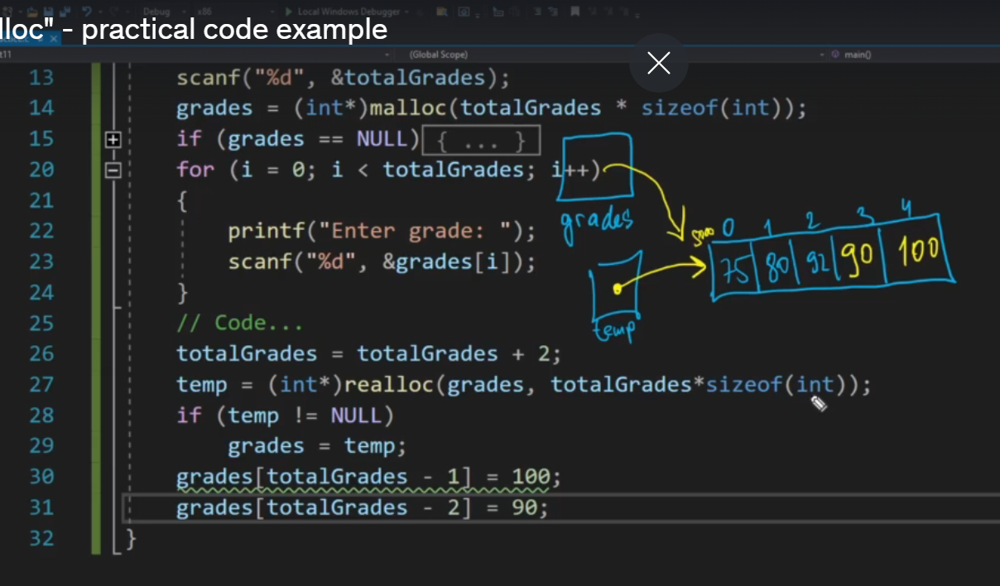 lloc" - practical code example
Debug x86 Local Windows Debugger
t11 (Global Scope) main()
13 scanf("%d", &totalGrades);
14 grades = (int*)malloc(totalGrades * sizeof(int));
15 if (grades == NULL) { ... }
20 for (i = 0; i < totalGrades; i++)
21 {
22 printf("Enter grade: ");
23 scanf("%d", &grades[i]);
24 }
25 // Code...
26 totalGrades = totalGrades + 2;
27 temp = (int*)realloc(grades, totalGrades*sizeof(int));
28 if (temp != NULL)
29 grades = temp;
30 grades[totalGrades - 1] = 100;
31 grades[totalGrades - 2] = 90;
32 }
grades
5000 0 1 2 3 4
75 80 92 90 100
temp